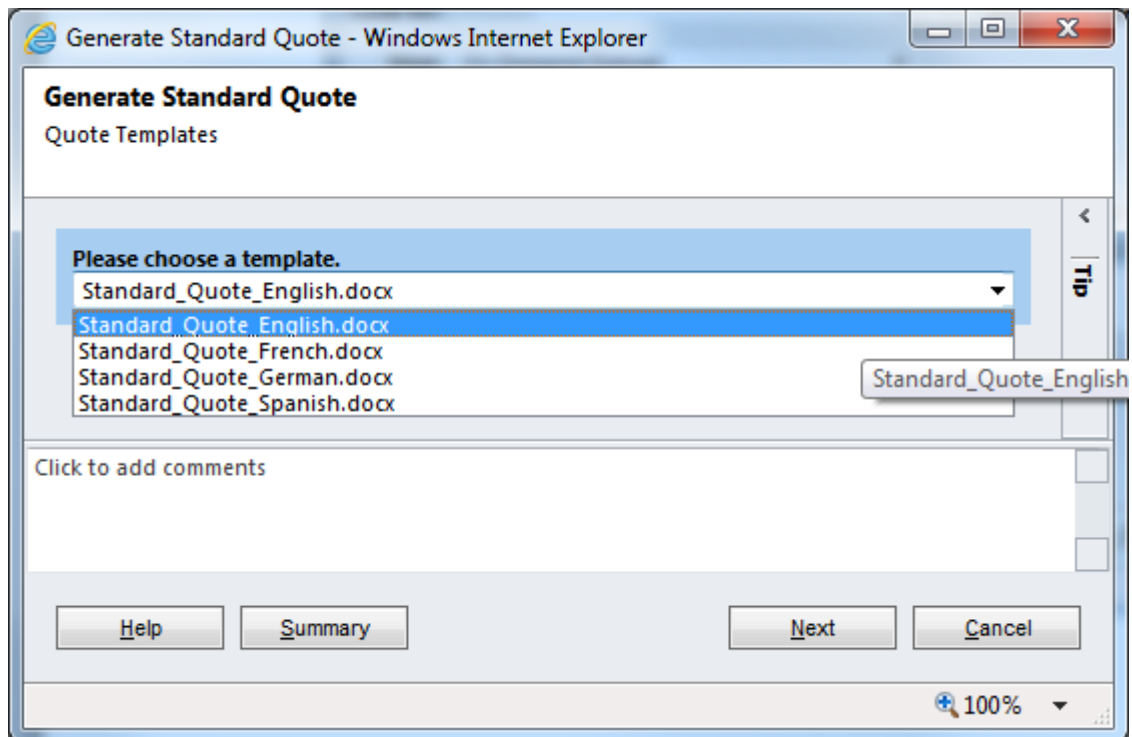 Generate Standard Quote - Windows Internet Explorer
Generate Standard Quote
Quote Templates
Please choose a template.
Standard_Quote_English.docx
Standard_Quote_English.docx
Standard_Quote_French.docx
Standard_Quote_German.docx
Standard_Quote_Spanish.docx
Standard_Quote_English
Tip
Click to add comments
Help
Summary
Next
Cancel
100%